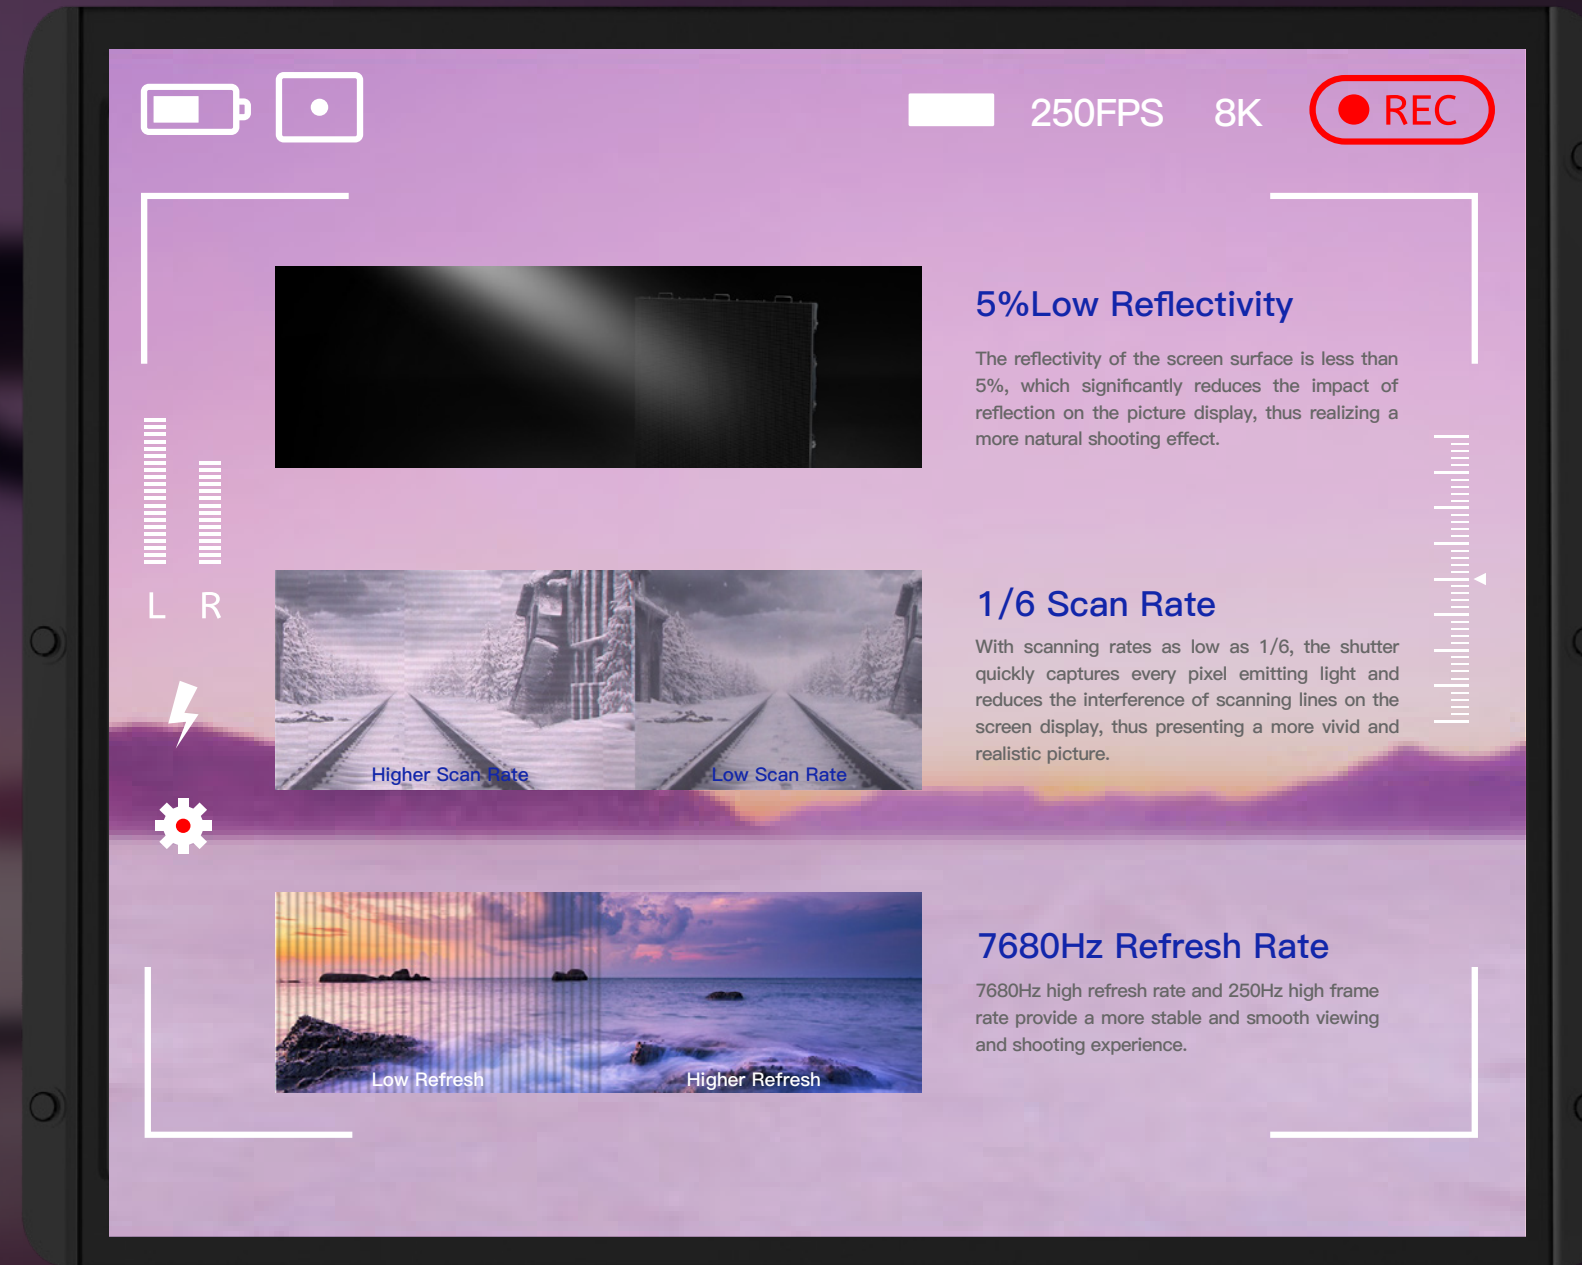 250FPS 8K REC
5%Low Reflectivity
The reflectivity of the screen surface is less than
5%, which significantly reduces the impact of
reflection on the picture display, thus realizing a
more natural shooting effect.
L R
1/6 Scan Rate
With scanning rates as low as 1/6, the shutter
quickly captures every pixel emitting light and
reduces the interference of scanning lines on the
screen display, thus presenting a more vivid and
realistic picture.
Higher Scan Rate
Low Scan Rate
7680Hz Refresh Rate
7680Hz high refresh rate and 250Hz high frame
rate provide a more stable and smooth viewing
and shooting experience.
Low Refresh
Higher Refresh